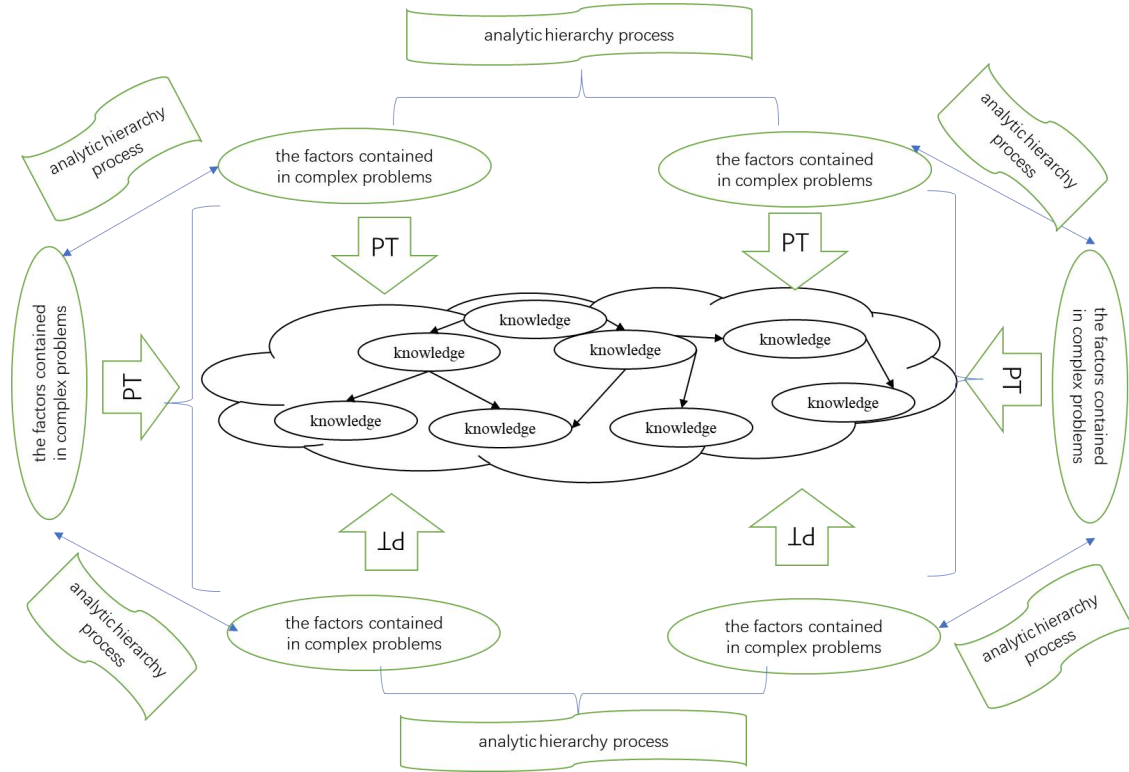 analytic hierarchy process
analytic hierarchy
process
analytic hierarchy
process
the factors contained
in complex problems
the factors contained
in complex problems
PT
PT
the factors contained
in complex problems
PT
knowledge
knowledge
knowledge
knowledge
knowledge
knowledge
knowledge
knowledge
PT
the factors contained
in complex problems
PT
PT
analytic hierarchy
process
the factors contained
in complex problems
the factors contained
in complex problems
analytic hierarchy
process
analytic hierarchy process